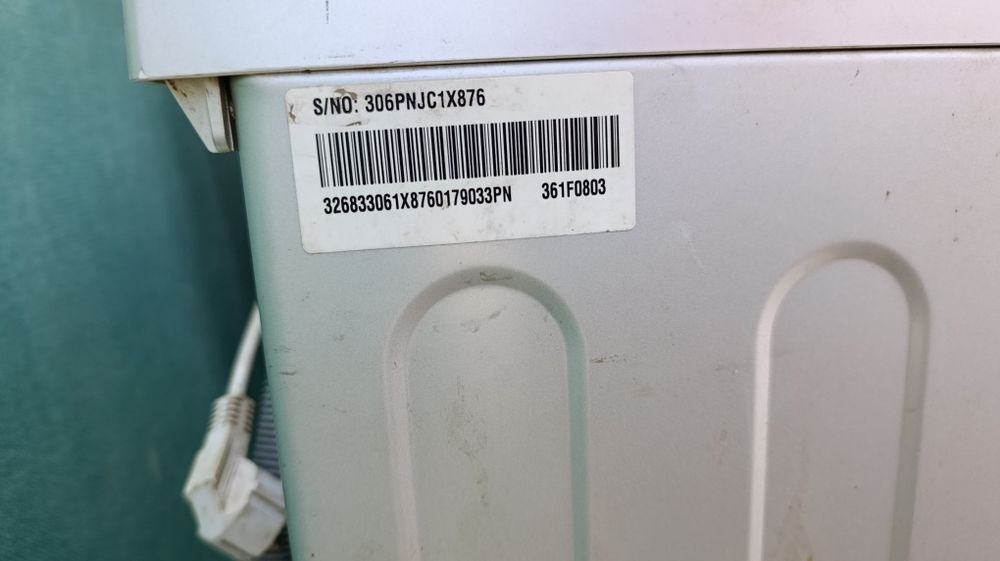 S/NO: 306PNJC1X876
326833061X8760179033PN 361F0803